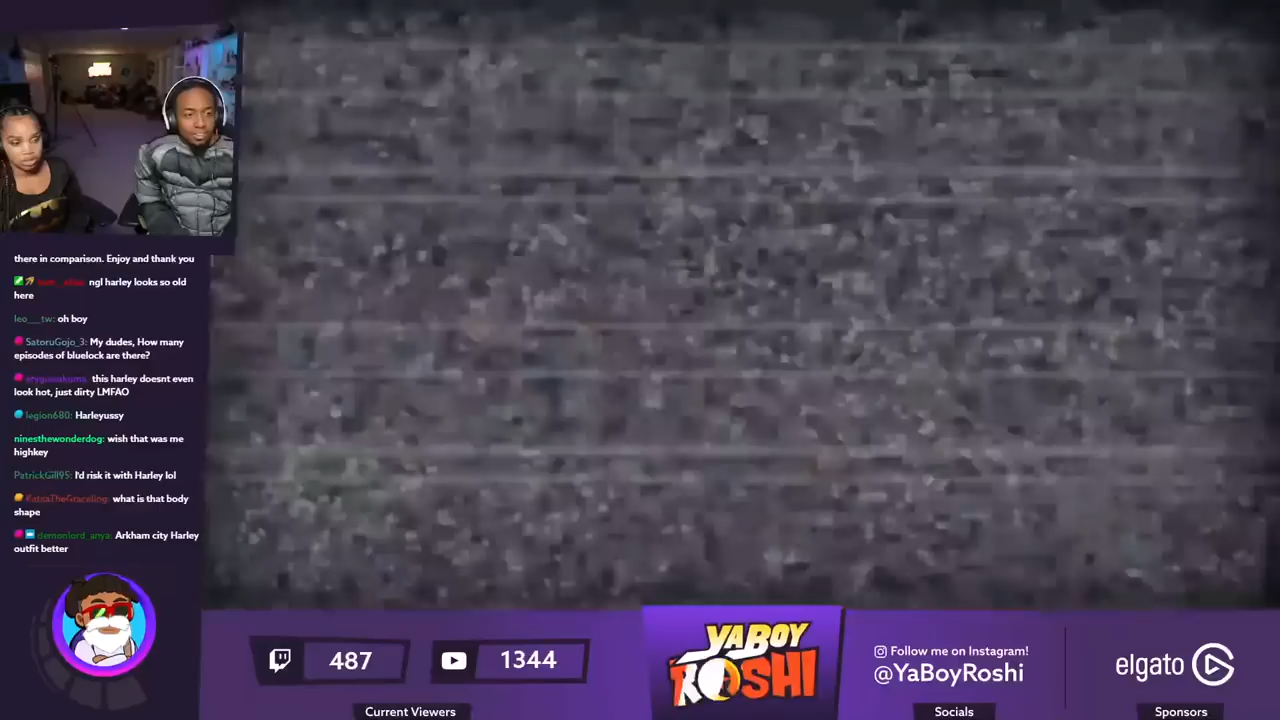 there in comparison. Enjoy and thank you
ngl harley looks so old
here
leo___tw: oh boy
SatoruGojo_3: My dudes, How many
episodes of bluelock are there?
this harley doesnt even
look hot, just dirty LMFAO
legion680: Harleyussy
ninesthewonderdog: wish that was me
highkey
PatrickGill95: I'd risk it with Harley lol
KatsaTheGraceling: what is that body
shape
demonlord_anya: Arkham city Harley
outfit better
487
1344
Current Viewers
YABOY
ROSHI
Follow me on Instagram!
@YaBoyRoshi
Socials
elgato
Sponsors